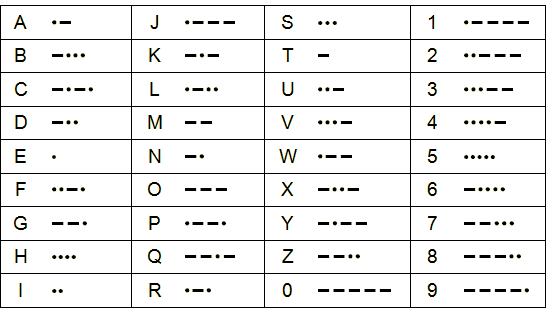 A •– J •––– S ••• 1 •––––
B –••• K –•– T – 2 ••–––
C –•–• L •–•• U ••– 3 •••––
D –•• M –– V •••– 4 ••••–
E • N –• W •–– 5 •••••
F ••–• O ––– X –••– 6 –••••
G ––• P •––• Y –•–– 7 ––•••
H •••• Q ––•– Z ––•• 8 –––••
I •• R •–• 0 ––––– 9 ––––•